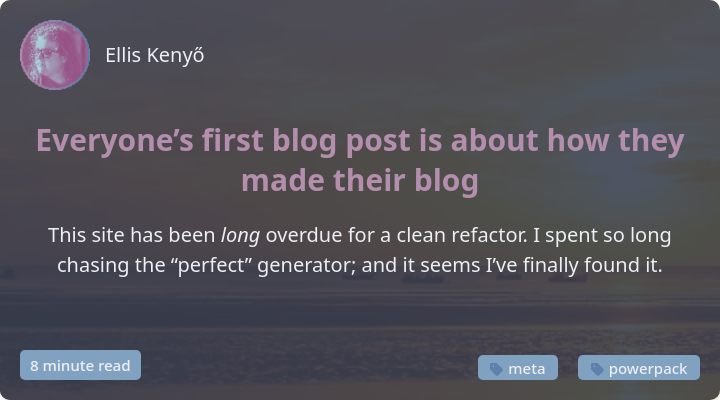 Ellis Kenyő
Everyone’s first blog post is about how they
made their blog
This site has been long overdue for a clean refactor. I spent so long
chasing the “perfect” generator; and it seems I’ve finally found it.
8 minute read
meta
powerpack